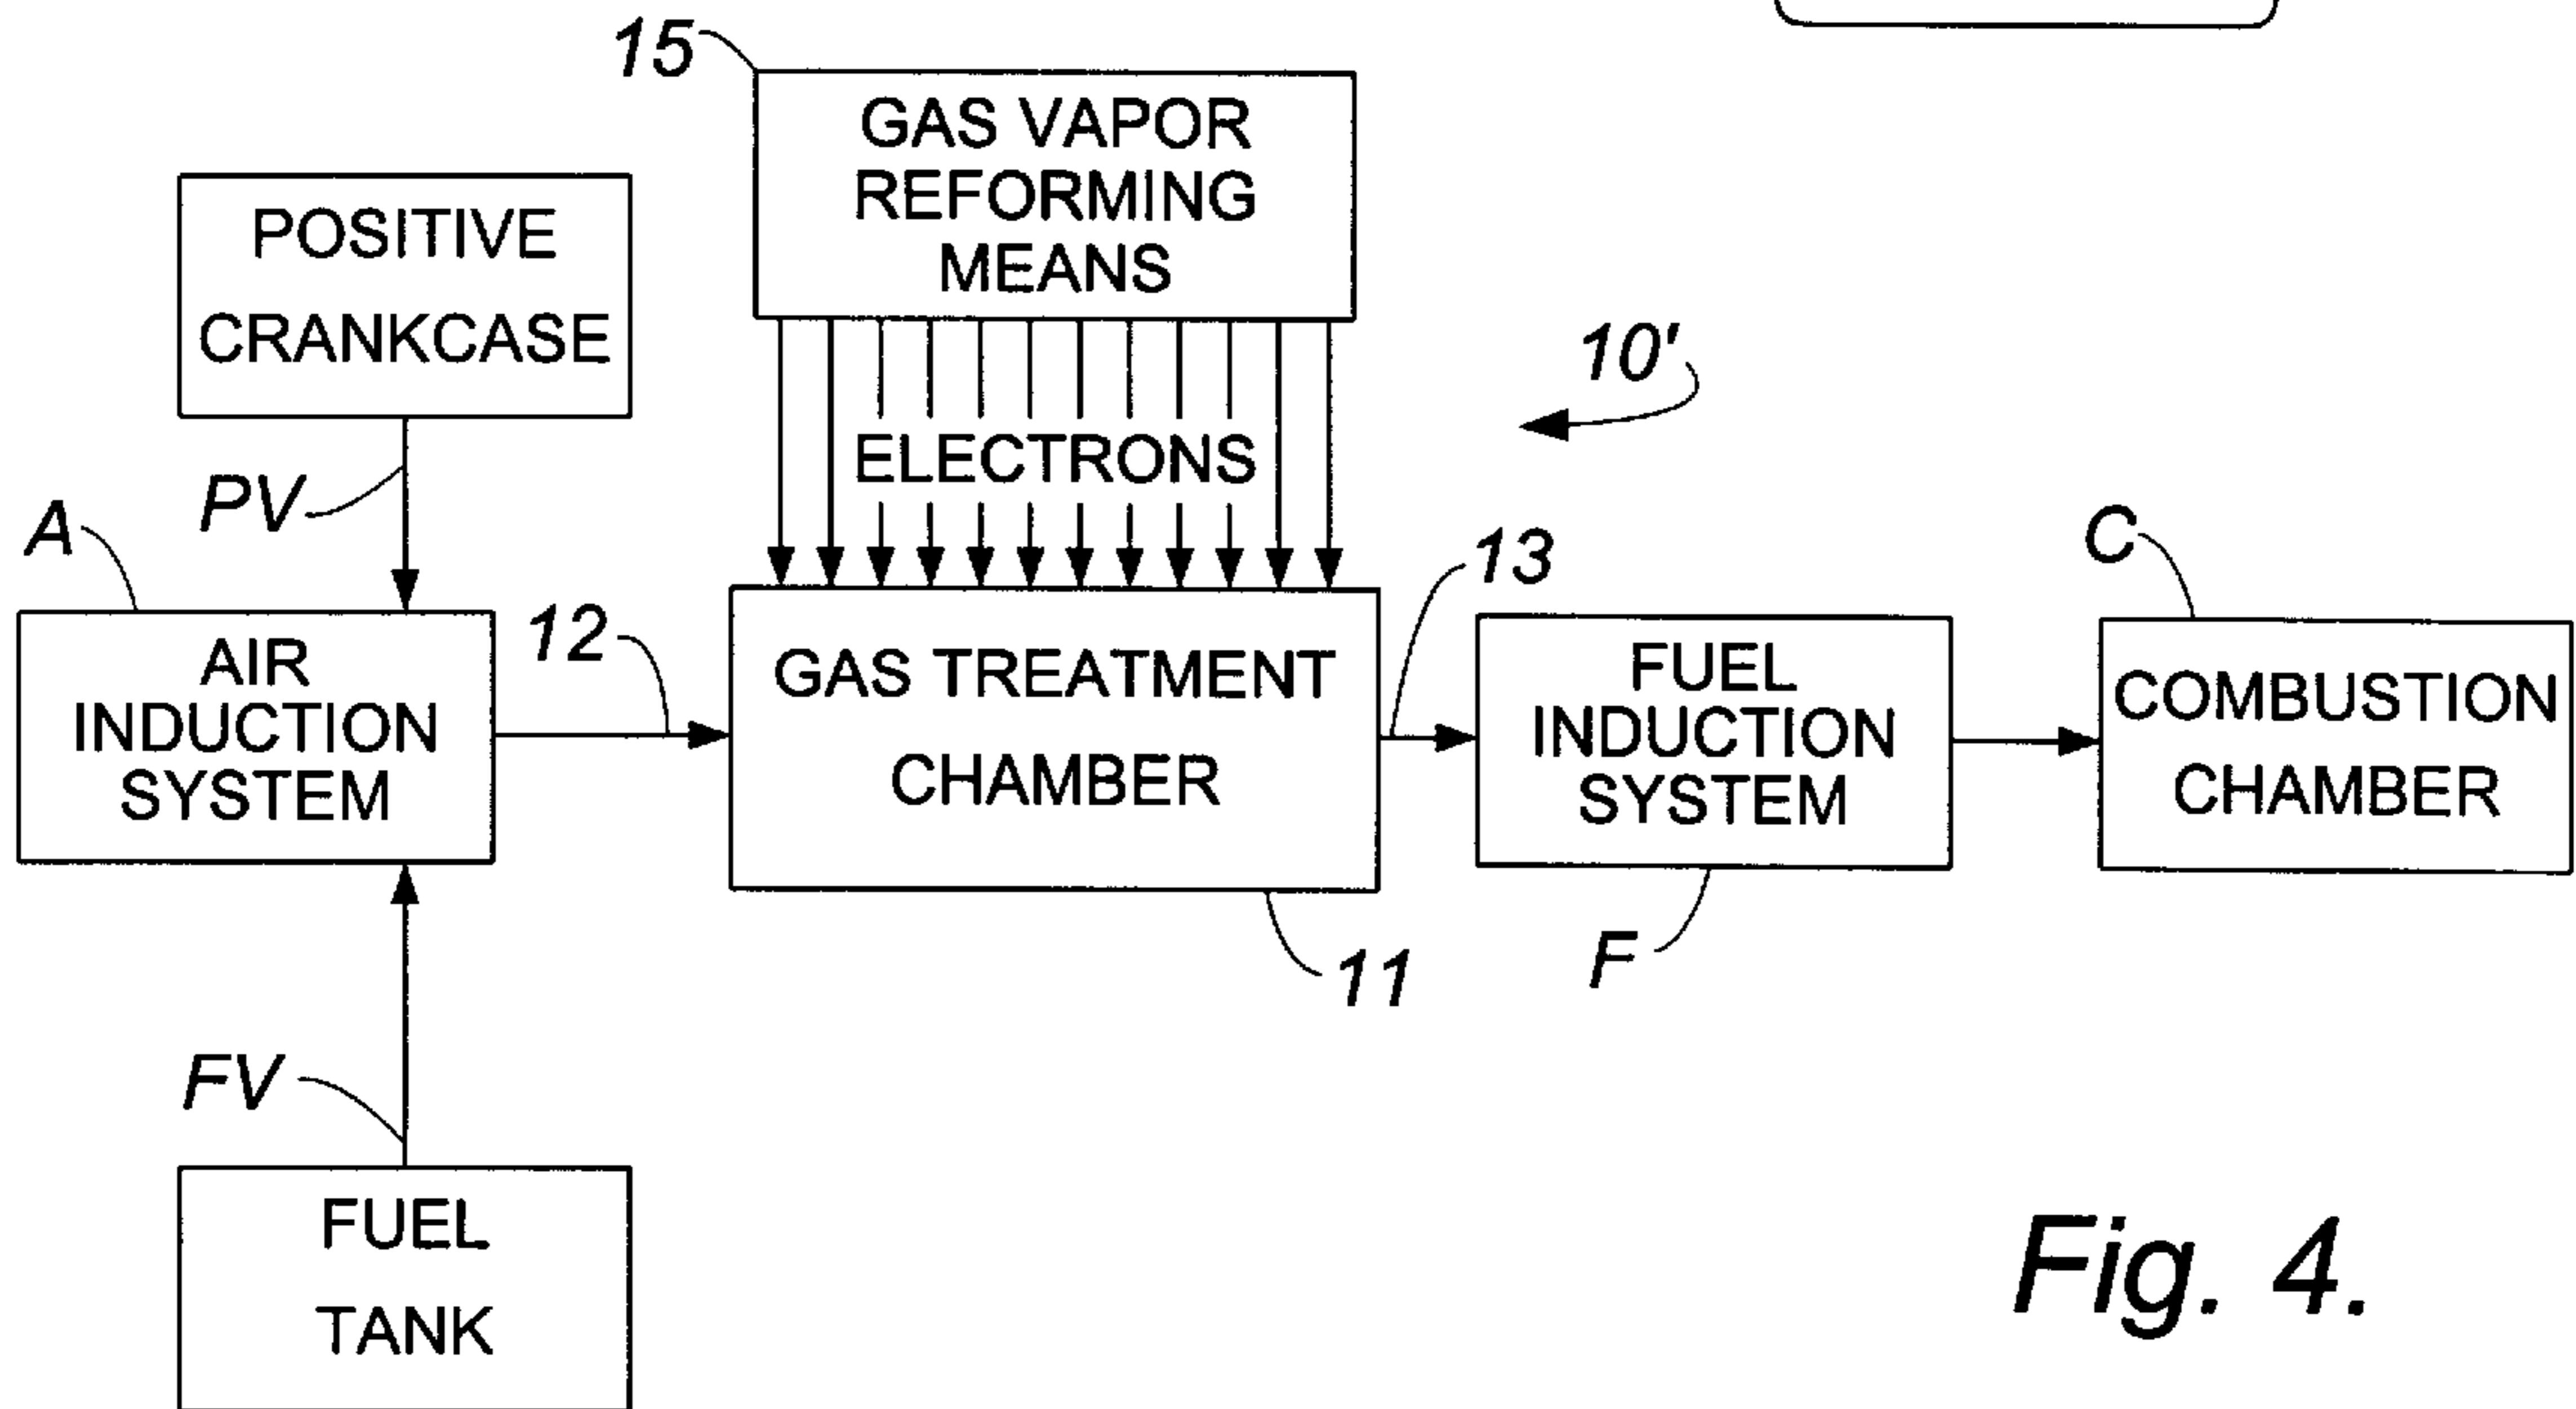 15
GAS VAPOR
REFORMING
MEANS
POSITIVE
CRANKCASE
10'
ELECTRONS
PV
A
C
13
12
AIR
INDUCTION
SYSTEM
GAS TREATMENT
CHAMBER
FUEL
INDUCTION
SYSTEM
COMBUSTION
CHAMBER
F
11
FV
FUEL
TANK
Fig. 4.